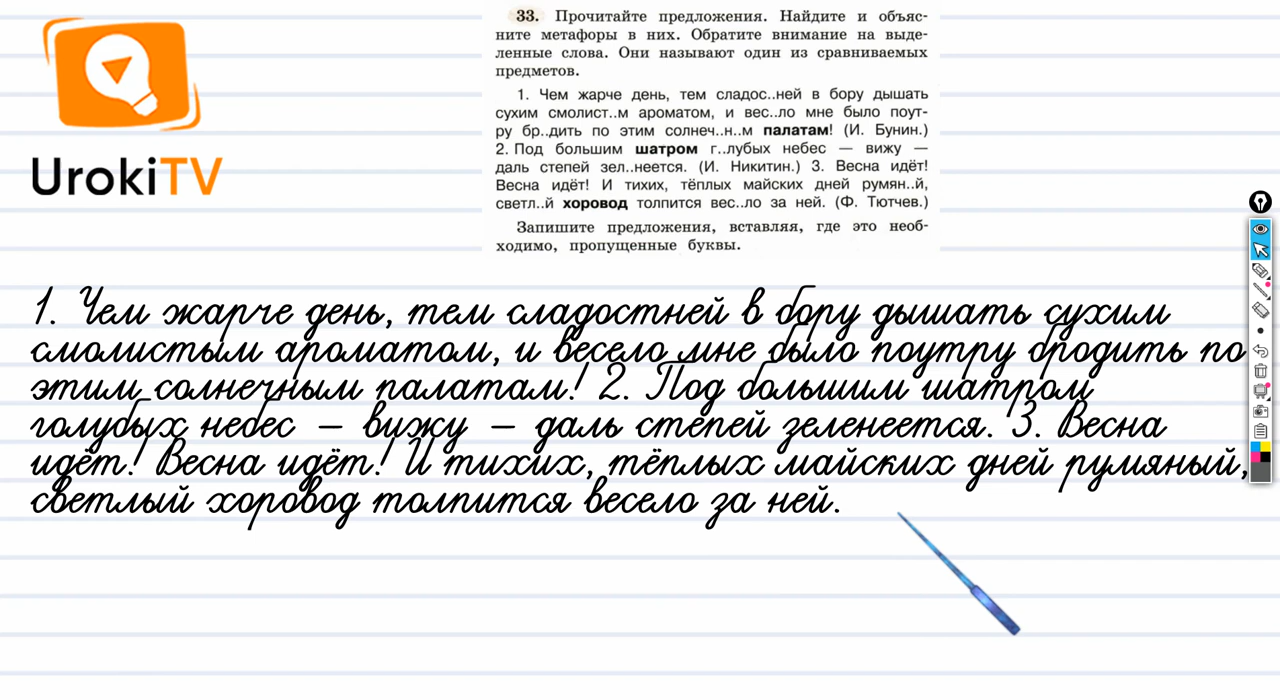 UrokiTV
33. Прочитайте предложения. Найдите и объяс-
ните метафоры в них. Обратите внимание на выде-
ленные слова. Они называют один из сравниваемых
предметов.
1. Чем жарче день, тем сладос..ней в бору дышать
сухим смолист..м ароматом, и вес..ло мне было поут-
ру бр..дить по этим солнеч..н..м палатам! (И. Бунин.)
2. Под большим шатром г..лубых небес — вижу —
даль степей зел..неется. (И. Никитин.) 3. Весна идёт!
Весна идёт! И тихих, тёплых майских дней румян..й,
светл..й хоровод толпится вес..ло за ней. (Ф. Тютчев.)
Запишите предложения, вставляя, где это необ-
ходимо, пропущенные буквы.
1. Чем жарче день, тем сладостней в бору дышать сухим
смолистым ароматом, и весело мне было поутру бродить по
этим солнечным палатам! 2. Под большим шатром
голубых небес – вижу – даль степей зеленеется. 3. Весна
идёт! Весна идёт! И тихих, тёплых майских дней румяный,
светлый хоровод толпится весело за ней.